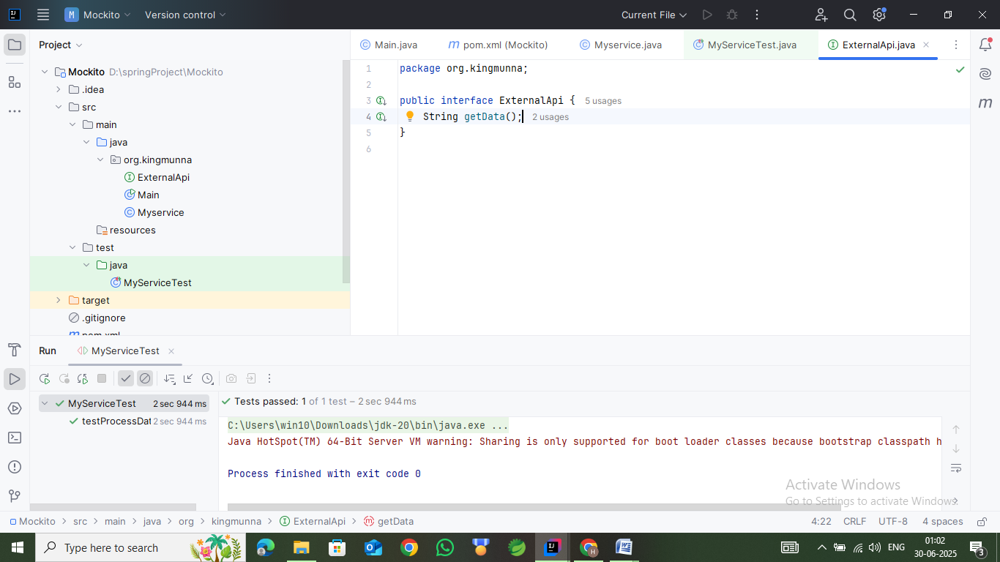 Mockito
Version control
Current File
Project
Main.java
pom.xml (Mockito)
Myservice.java
MyServiceTest.java
ExternalApi.java
Mockito D:\springProject\Mockito
.idea
src
main
java
org.kingmunna
ExternalApi
Main
Myservice
resources
test
java
MyServiceTest
target
.gitignore
pom.xml
1 package org.kingmunna;
2
3 public interface ExternalApi { 5 usages
4 String getData(); 2 usages
5 }
6
Run
MyServiceTest
MyServiceTest 2 sec 944 ms
testProcessDat 2 sec 944 ms
Tests passed: 1 of 1 test – 2 sec 944 ms
C:\Users\win10\Downloads\jdk-20\bin\java.exe ...
Java HotSpot(TM) 64-Bit Server VM warning: Sharing is only supported for boot loader classes because bootstrap classpath h
Process finished with exit code 0
Activate Windows
Go to Settings to activate Windows.
Mockito > src > main > java > org > kingmunna > ExternalApi > getData
4:22 CRLF UTF-8 4 spaces
Type here to search
ENG
01:02
30-06-2025
3